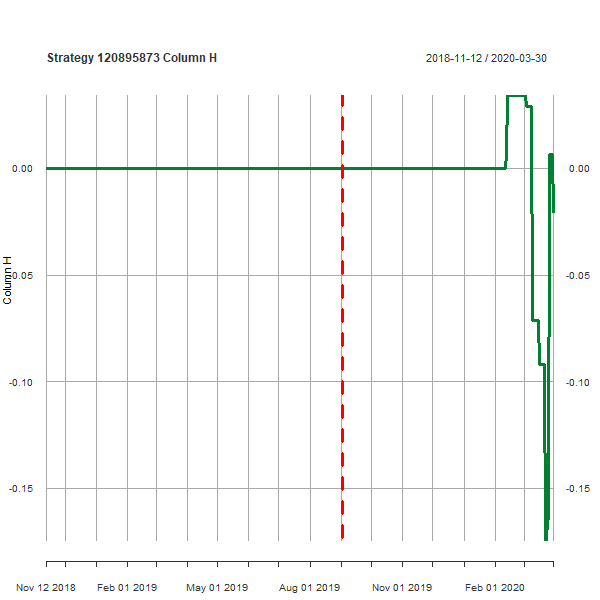 Strategy 120895873 Column H
2018-11-12 / 2020-03-30
0.00
0.00
-0.05
-0.05
Column H
-0.10
-0.10
-0.15
-0.15
Nov 12 2018
Feb 01 2019
May 01 2019
Aug 01 2019
Nov 01 2019
Feb 01 2020